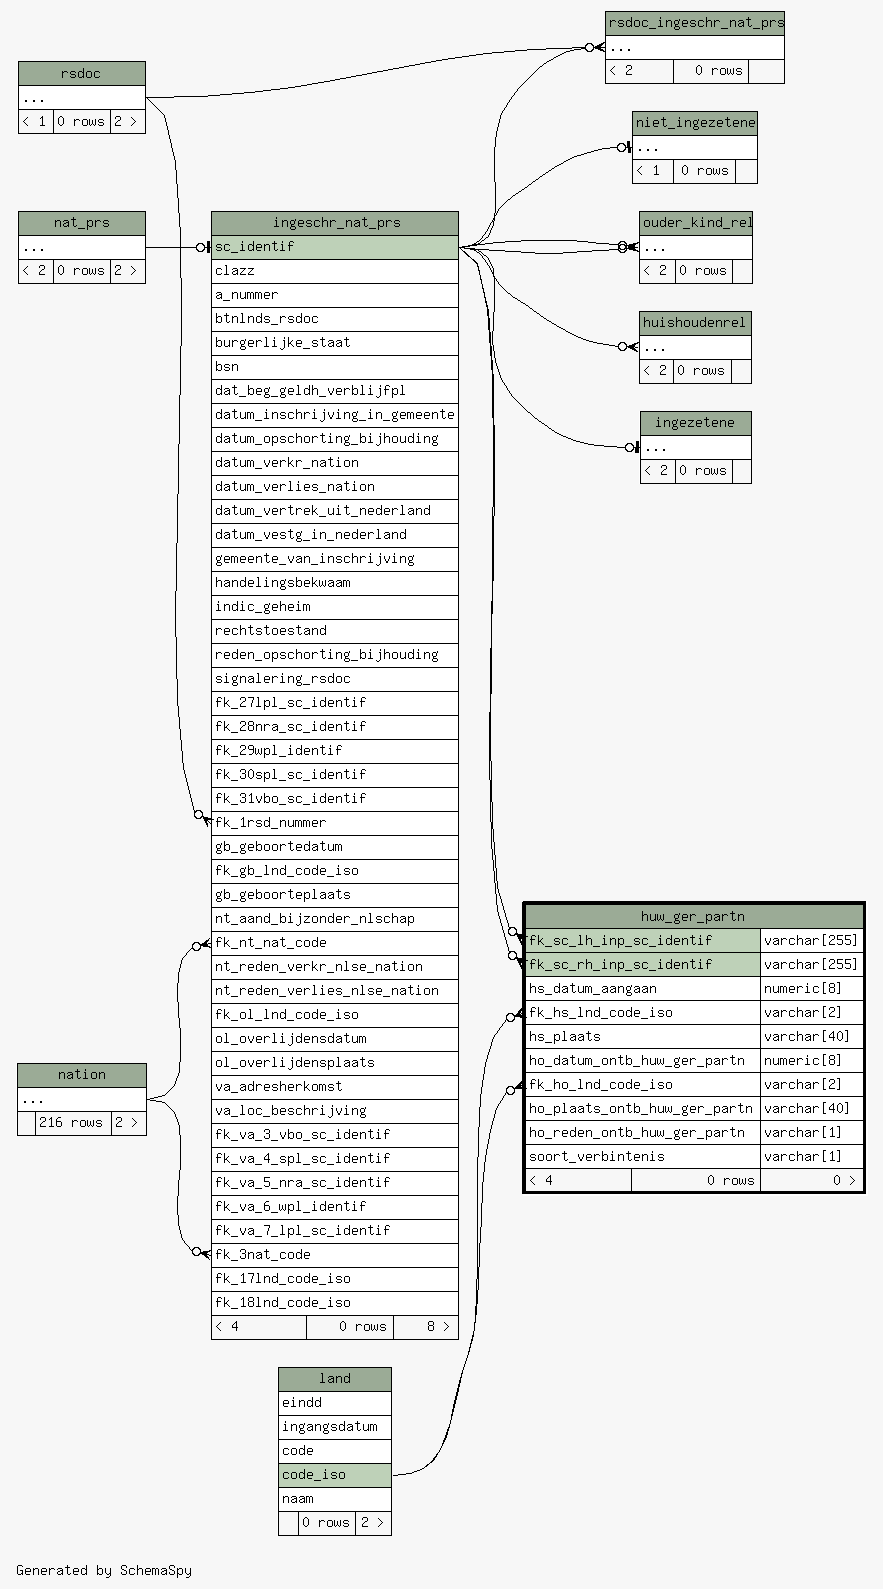 rsdoc_ingeschr_nat_prs
...
< 2 0 rows
rsdoc
...
< 1 0 rows 2 >
niet_ingezetene
...
< 1 0 rows
nat_prs
...
< 2 0 rows 2 >
ingeschr_nat_prs
sc_identif
clazz
a_nummer
btnlnds_rsdoc
burgerlijke_staat
bsn
dat_beg_geldh_verblijfpl
datum_inschrijving_in_gemeente
datum_opschorting_bijhouding
datum_verkr_nation
datum_verlies_nation
datum_vertrek_uit_nederland
datum_vestg_in_nederland
gemeente_van_inschrijving
handelingsbekwaam
indic_geheim
rechtstoestand
reden_opschorting_bijhouding
signalering_rsdoc
fk_27lpl_sc_identif
fk_28nra_sc_identif
fk_29wpl_identif
fk_30spl_sc_identif
fk_31vbo_sc_identif
fk_1rsd_nummer
gb_geboortedatum
fk_gb_lnd_code_iso
gb_geboorteplaats
nt_aand_bijzonder_nlschap
fk_nt_nat_code
nt_reden_verkr_nlse_nation
nt_reden_verlies_nlse_nation
fk_ol_lnd_code_iso
ol_overlijdensdatum
ol_overlijdensplaats
va_adresherkomst
va_loc_beschrijving
fk_va_3_vbo_sc_identif
fk_va_4_spl_sc_identif
fk_va_5_nra_sc_identif
fk_va_6_wpl_identif
fk_va_7_lpl_sc_identif
fk_3nat_code
fk_17lnd_code_iso
fk_18lnd_code_iso
< 4 0 rows 8 >
ouder_kind_rel
...
< 2 0 rows
huishoudenrel
...
< 2 0 rows
ingezetene
...
< 2 0 rows
huw_ger_partn
fk_sc_lh_inp_sc_identif varchar[255]
fk_sc_rh_inp_sc_identif varchar[255]
hs_datum_aangaan numeric[8]
fk_hs_lnd_code_iso varchar[2]
hs_plaats varchar[40]
ho_datum_ontb_huw_ger_partn numeric[8]
fk_ho_lnd_code_iso varchar[2]
ho_plaats_ontb_huw_ger_partn varchar[40]
ho_reden_ontb_huw_ger_partn varchar[1]
soort_verbintenis varchar[1]
< 4 0 rows 0 >
nation
...
216 rows 2 >
land
eindd
ingangsdatum
code
code_iso
naam
0 rows 2 >
Generated by SchemaSpy